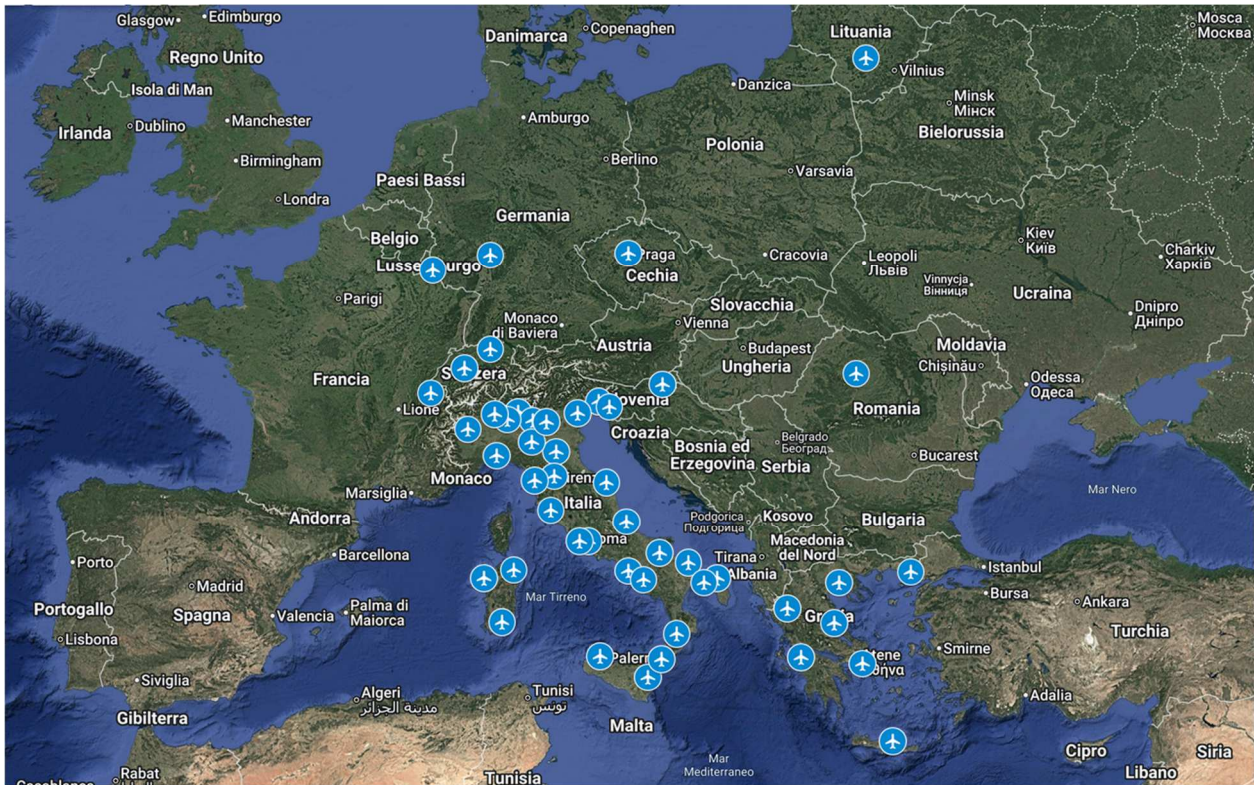 Glasgow
Edimburgo
Regno Unito
Isola di Man
Irlanda
Dublino
Manchester
Birmingham
Londra
Danimarca
Copenaghen
Lituania
Vilnius
Mosca
Москва
Minsk
Мінск
Bielorussia
Danzica
Amburgo
Berlino
Polonia
Varsavia
Paesi Bassi
Germania
Belgio
Parigi
Praga
Cechia
Cracovia
Leopoli
Львів
Kiev
Київ
Charkiv
Харків
Vinnycja
Вінниця
Ucraina
Dnipro
Дніпро
Slovacchia
Vienna
Monaco
di Baviera
Austria
Budapest
Ungheria
Moldavia
Chișinău
Odessa
Одеса
Francia
Lione
Romania
Croazia
Bosnia ed
Erzegovina
Belgrado
Београд
Serbia
Bucarest
Monaco
Italia
Marsiglia
Andorra
Mar Nero
Podgorica
Подгорица
Kosovo
Bulgaria
Macedonia
del Nord
Tirana
Albania
Istanbul
Bursa
Ankara
Turchia
Porto
Barcellona
Madrid
Portogallo
Spagna
Valencia
Palma di
Maiorca
Mar Tirreno
Lisbona
Smirne
Siviglia
Algeri
مدينة الجزائر
Tunisi
تونس
Adalia
Gibilterra
Malta
Rabat
Tunisia
Mar
Mediterraneo
Cipro
Siria
Libano